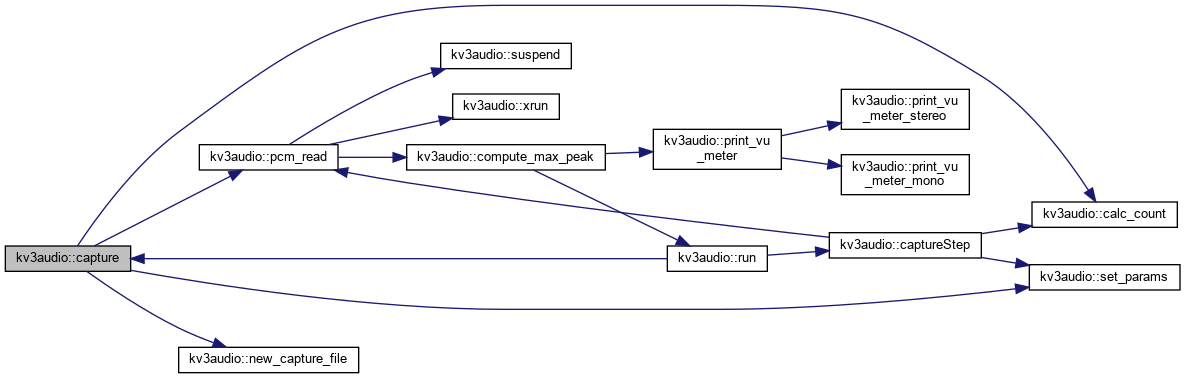 kv3audio::suspend
kv3audio::xrun
kv3audio::print_vu
_meter_stereo
kv3audio::pcm_read
kv3audio::compute_max_peak
kv3audio::print_vu
_meter
kv3audio::print_vu
_meter_mono
kv3audio::calc_count
kv3audio::capture
kv3audio::run
kv3audio::captureStep
kv3audio::set_params
kv3audio::new_capture_file